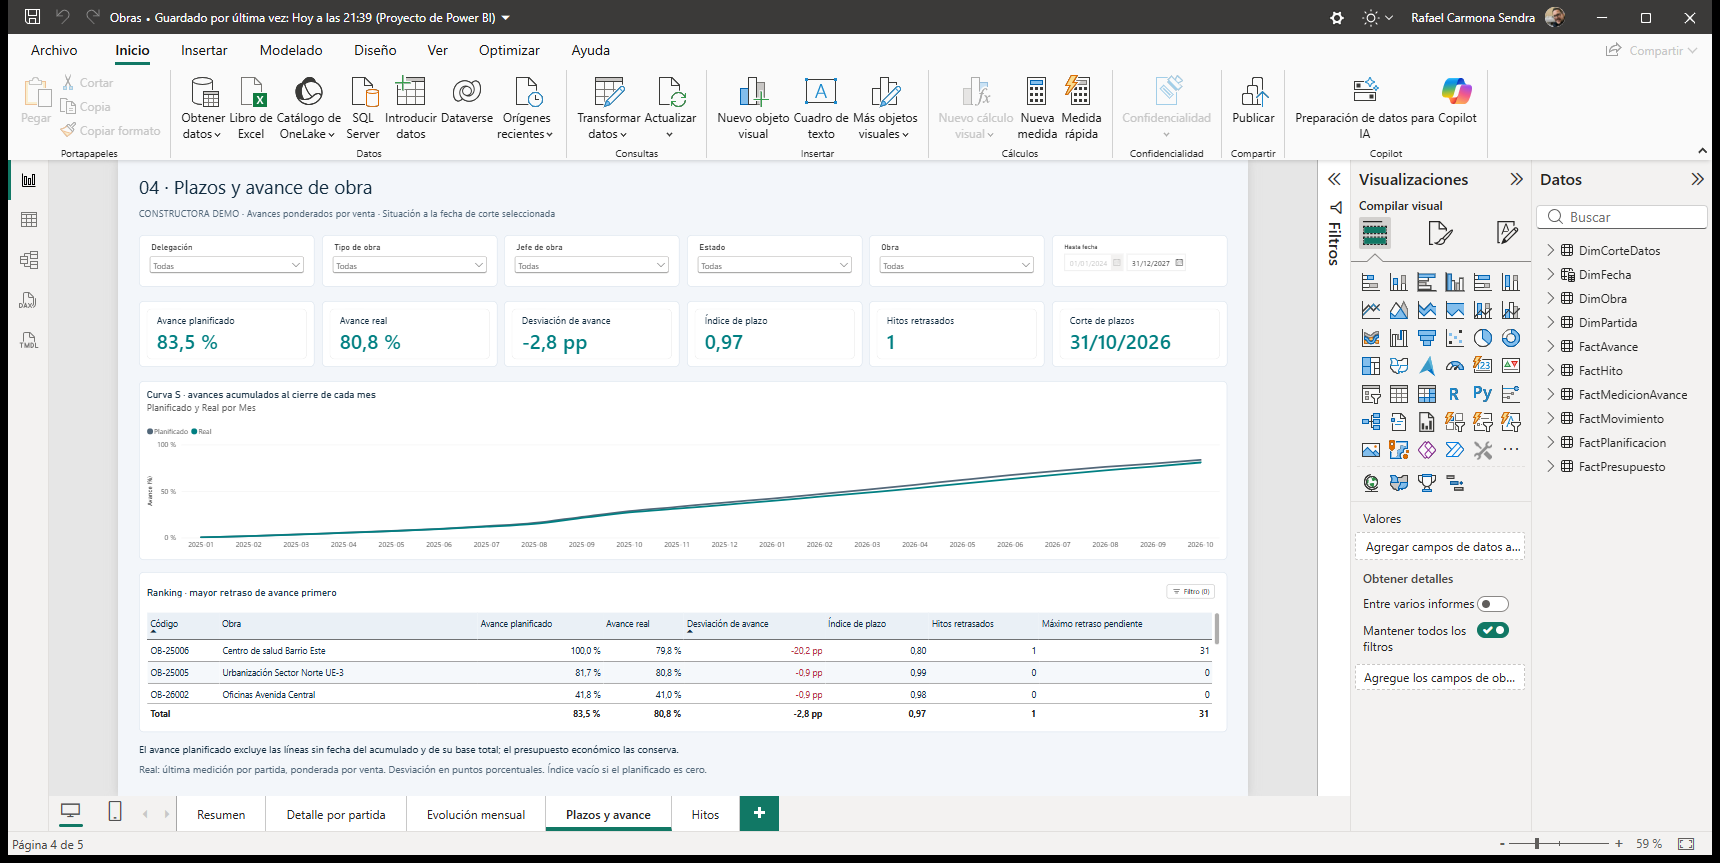 Obras • Guardado por última vez: Hoy a las 21:39 (Proyecto de Power BI)
Rafael Carmona Sendra
Archivo Inicio Insertar Modelado Diseño Ver Optimizar Ayuda
Compartir
Pegar
Cortar
Copia
Copiar formato
Portapapeles
Obtener datos
Libro de Excel
Catálogo de OneLake
SQL Server
Introducir datos
Dataverse
Orígenes recientes
Datos
Transformar datos
Actualizar
Consultas
Nuevo objeto visual
Cuadro de texto
Más objetos visuales
Insertar
Nuevo cálculo visual
Nueva medida
Medida rápida
Cálculos
Confidencialidad
Confidencialidad
Publicar
Compartir
Preparación de datos para IA
Copilot
Copilot
04 · Plazos y avance de obra
CONSTRUCTORA DEMO · Avances ponderados por venta · Situación a la fecha de corte seleccionada
Delegación
Todas
Tipo de obra
Todas
Jefe de obra
Todas
Estado
Todas
Obra
Todas
Hasta fecha
01/01/2024 31/12/2027
Avance planificado
83,5 %
Avance real
80,8 %
Desviación de avance
-2,8 pp
Índice de plazo
0,97
Hitos retrasados
1
Corte de plazos
31/10/2026
Curva S · avances acumulados al cierre de cada mes
Planificado y Real por Mes
Planificado Real
100 %
50 %
0 %
Avance (%)
2025-01 2025-02 2025-03 2025-04 2025-05 2025-06 2025-07 2025-08 2025-09 2025-10 2025-11 2025-12 2026-01 2026-02 2026-03 2026-04 2026-05 2026-06 2026-07 2026-08 2026-09 2026-10
Ranking · mayor retraso de avance primero
Filtro (0)
Código Obra Avance planificado Avance real Desviación de avance Índice de plazo Hitos retrasados Máximo retraso pendiente
OB-25006 Centro de salud Barrio Este 100,0 % 79,8 % -20,2 pp 0,80 1 31
OB-25005 Urbanización Sector Norte UE-3 81,7 % 80,8 % -0,9 pp 0,99 0 0
OB-26002 Oficinas Avenida Central 41,8 % 41,0 % -0,9 pp 0,98 0 0
Total 83,5 % 80,8 % -2,8 pp 0,97 1 31
El avance planificado excluye las líneas sin fecha del acumulado y de su base total; el presupuesto económico las conserva.
Real: última medición por partida, ponderada por venta. Desviación en puntos porcentuales. Índice vacío si el planificado es cero.
Filtros
Visualizaciones
Compilar visual
Valores
Agregar campos de datos a...
Obtener detalles
Entre varios informes
Mantener todos los filtros
Agregue los campos de ob...
Datos
Buscar
DimCorteDatos
DimFecha
DimObra
DimPartida
FactAvance
FactHito
FactMedicionAvance
FactMovimiento
FactPlanificacion
FactPresupuesto
DAX
TMDL
R Py
123
Resumen Detalle por partida Evolución mensual Plazos y avance Hitos +
Página 4 de 5
- + 59 %